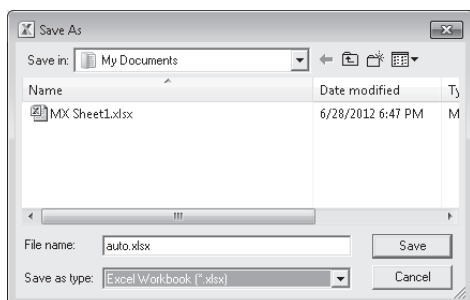 Save As
Save in: My Documents
Name Date modified Ty
MX Sheet1.xlsx 6/28/2012 6:47 PM M
File name: auto.xlsx Save
Save as type: Excel Workbook (*.xlsx) Cancel